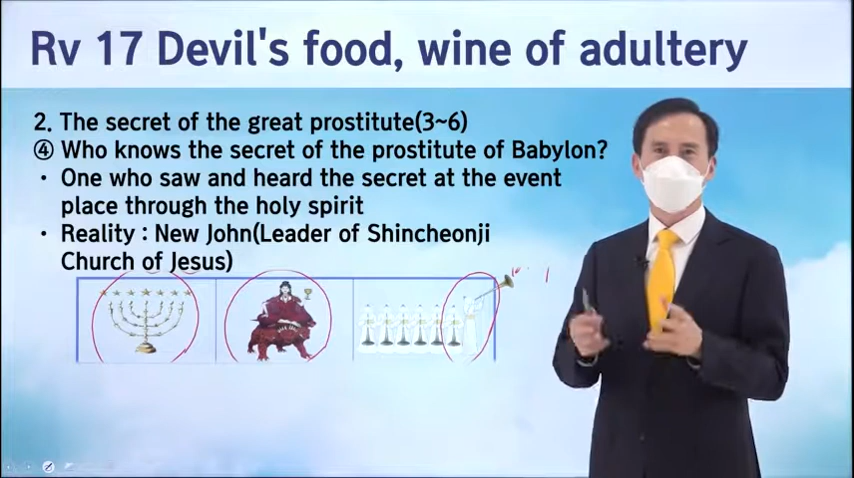 Rv 17 Devil's food, wine of adultery
2. The secret of the great prostitute(3~6)
④ Who knows the secret of the prostitute of Babylon?
• One who saw and heard the secret at the event
place through the holy spirit
• Reality : New John(Leader of Shincheonji
Church of Jesus)